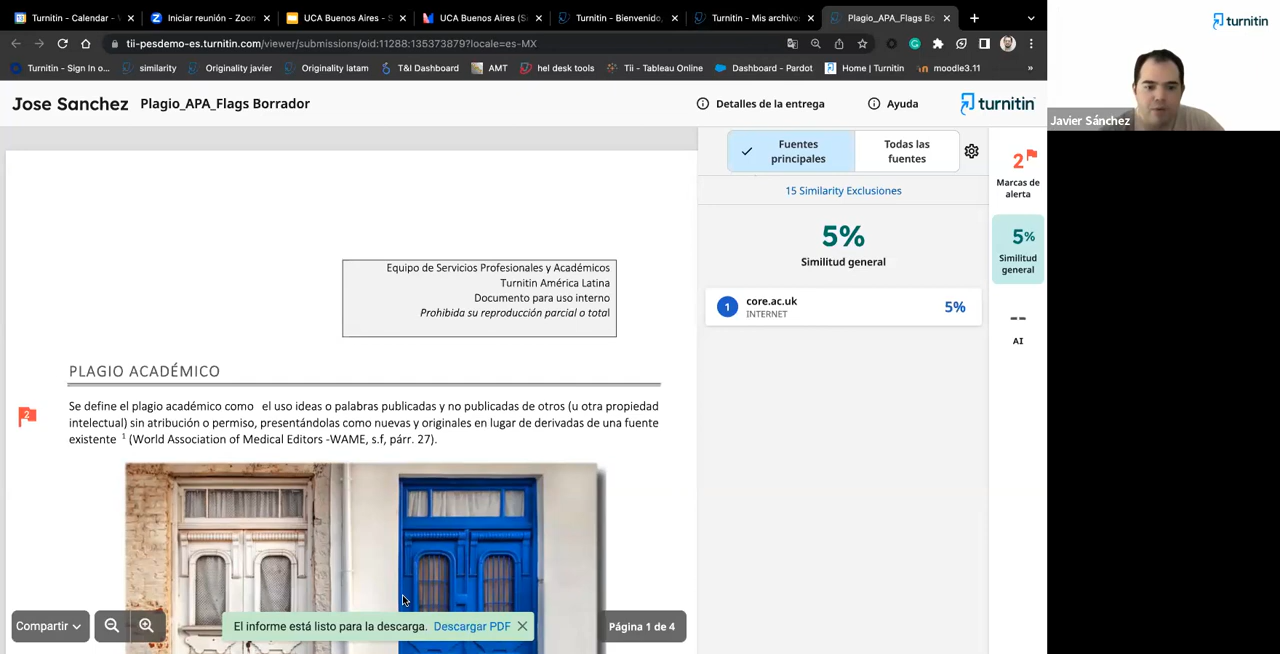 Turnitin - Calendar -
Iniciar reunión - Zoon
UCA Buenos Aires - S
UCA Buenos Aires (S
Turnitin - Bienvenido,
Turnitin - Mis archivo
Plagio_APA_Flags Bo
tii-pesdemo-es.turnitin.com/viewer/submissions/oid:11288:135373879?locale=es-MX
Turnitin - Sign In o...
similarity
Originality javier
Originality latam
T&I Dashboard
AMT
hel desk tools
Tii - Tableau Online
Dashboard - Pardot
Home | Turnitin
moodle3.11
»
Jose Sanchez Plagio_APA_Flags Borrador
Detalles de la entrega
Ayuda
turnitin
Fuentes
principales
Todas las
fuentes
15 Similarity Exclusiones
5%
Similitud general
1 core.ac.uk 5%
INTERNET
2
Marcas de
alerta
5%
Similitud
general
--
AI
Equipo de Servicios Profesionales y Académicos
Turnitin América Latina
Documento para uso interno
Prohibida su reproducción parcial o total
PLAGIO ACADÉMICO
2
Se define el plagio académico como el uso ideas o palabras publicadas y no publicadas de otros (u otra propiedad
intelectual) sin atribución o permiso, presentándolas como nuevas y originales en lugar de derivadas de una fuente
existente 1 (World Association of Medical Editors -WAME, s.f, párr. 27).
Compartir
El informe está listo para la descarga. Descargar PDF
Página 1 de 4
turnitin
Javier Sánchez